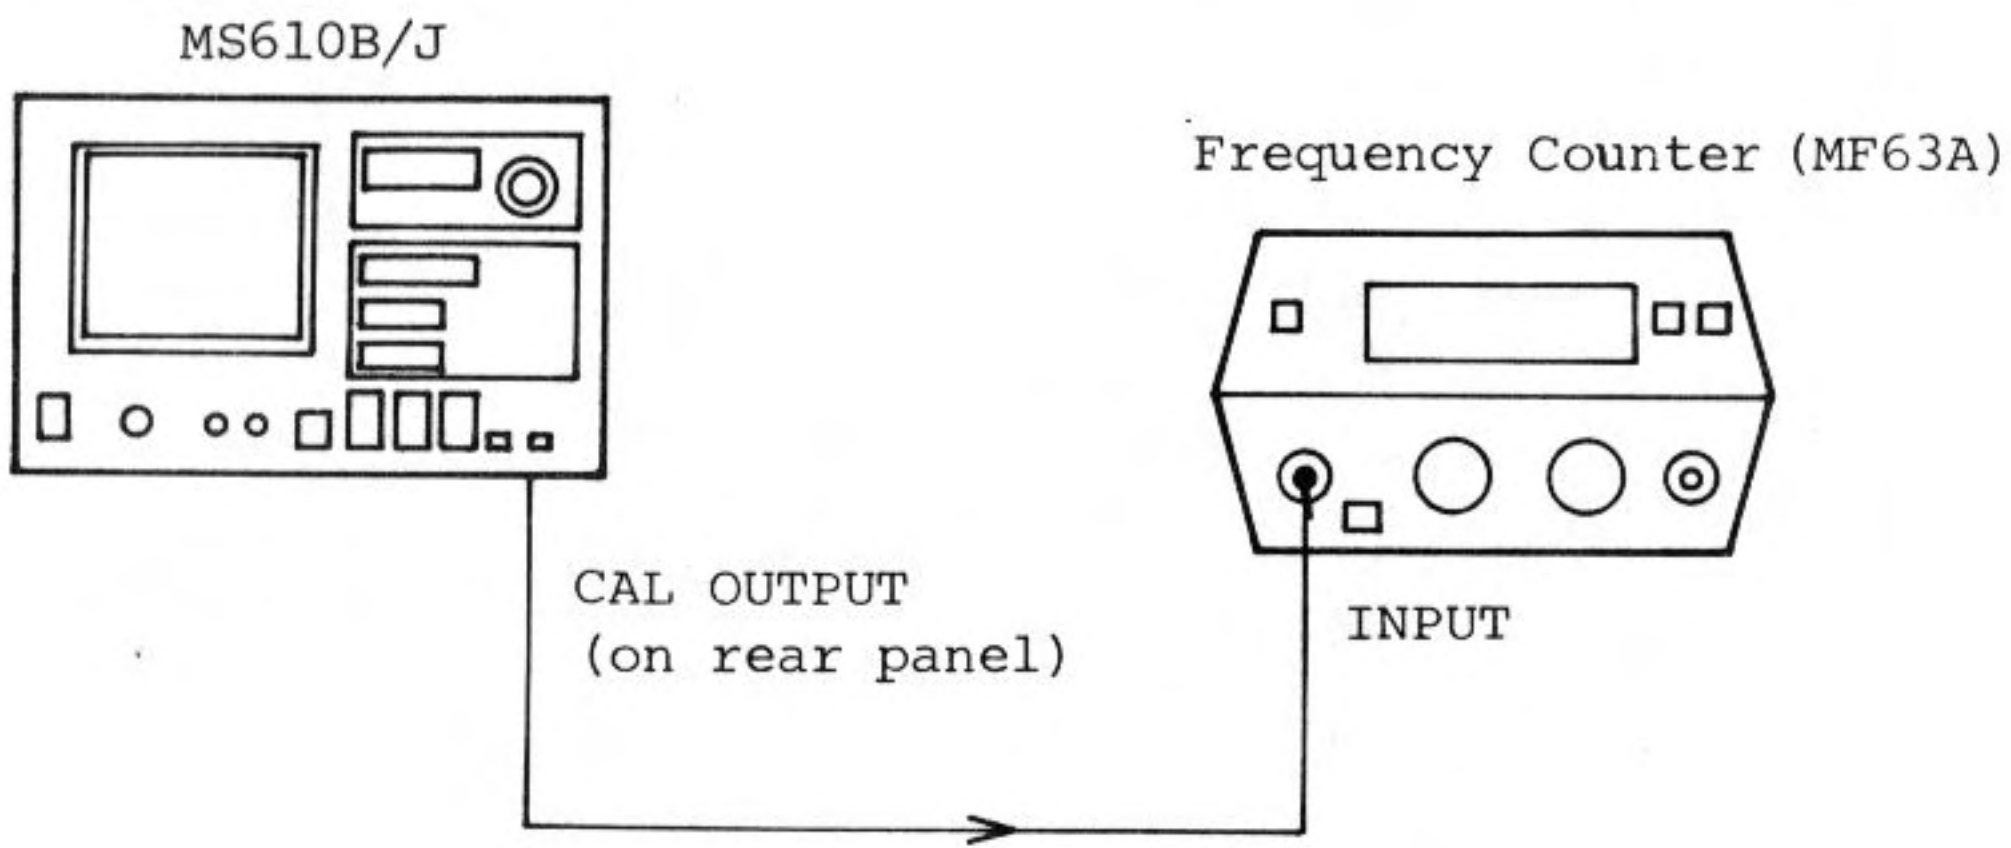 MS610B/J
Frequency Counter (MF63A)
CAL OUTPUT
(on rear panel)
INPUT